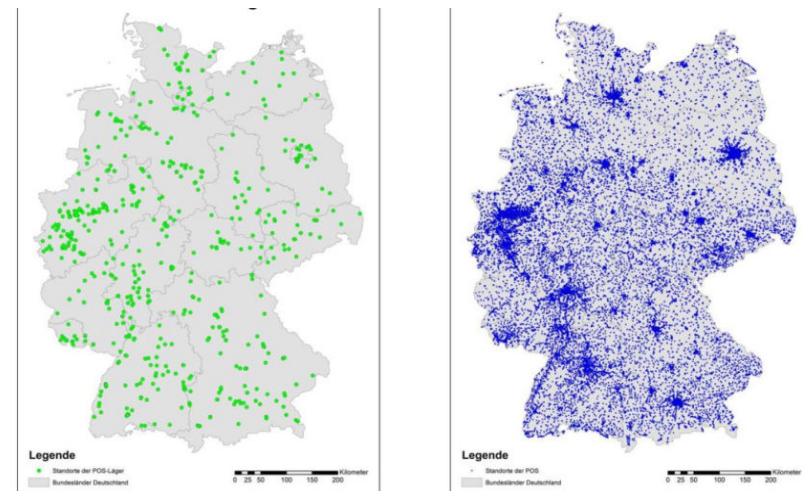 Legende
Standorte der POS-Läger
Bundesländer Deutschland
0 25 50 100 150 200
Kilometer
Legende
Standorte der POS
Bundesländer Deutschland
0 25 50 100 150 200
Kilometer